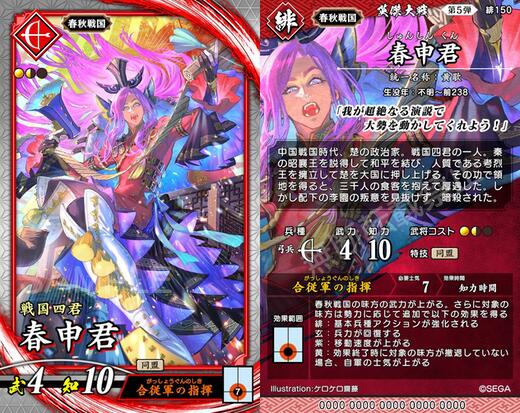 春秋戦国
戦国四君
春申君
同盟
武4 知10
がっしょうぐんのしき
合従軍の指揮
7
緋
春秋戦国
英傑大戦
第5弾
緋150
しゅんしんくん
春申君
統一名称:黄歇
生没年:不明~前238
「我が超絶なる演説で
大勢を動かしてくれよう!」
中国戦国時代、楚の政治家。戦国四君の一人。秦
の昭襄王を説得して和平を結び、人質である考烈
王を擁立して楚を大国に押し上げる。その功で領
地を得ると、三千人の食客を抱えて厚遇した。し
かし配下の李園の叛意を見抜けず、暗殺された。
兵種 武力 知力 武将コスト
弓兵 4 10
特技 同盟
がっしょうぐんのしき
合従軍の指揮
必要士気 7
効果時間 知力時間
効果範囲
春秋戦国の味方の武力が上がる。さらに対象の
味方は勢力に応じて追加で以下の効果を得る
緋:基本兵種アクションが強化される
玄:兵力が回復する
紫:移動速度が上がる
黄:効果終了時に対象の味方が撤退していない
場合、自軍の士気が上がる
Illustration:ケロケロ齋藤
©SEGA
0000-0000-0000-0000-0000